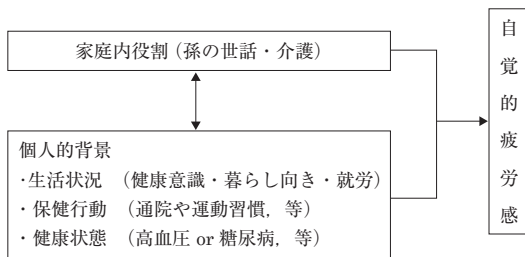 家庭内役割（孫の世話・介護）
個人的背景
・生活状況　（健康意識・暮らし向き・就労）
・保健行動　（通院や運動習慣，等）
・健康状態　（高血圧 or 糖尿病，等）
自覚的疲労感